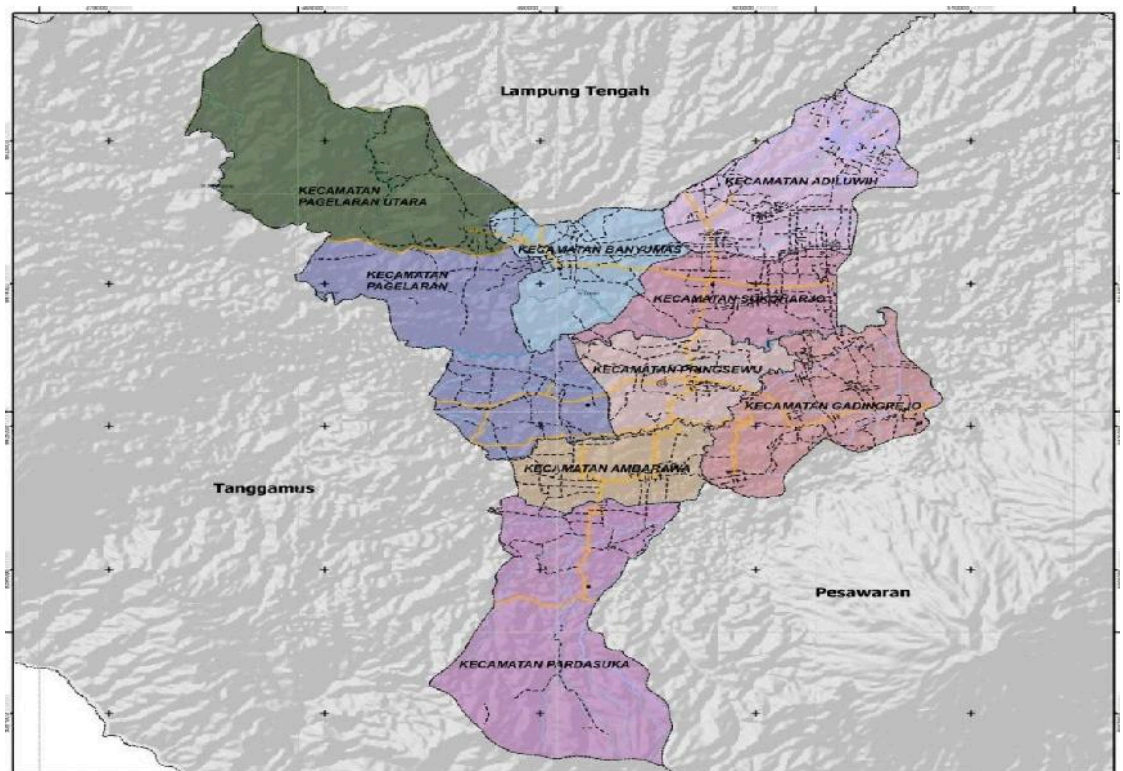 Lampung Tengah
KECAMATAN ADILUWIH
KECAMATAN
PAGELARAN UTARA
KECAMATAN BANYUMAS
KECAMATAN
PAGELARAN
KECAMATAN SUKOHARJO
KECAMATAN PRINGSEWU
KECAMATAN GADINGREJO
KECAMATAN AMBARAWA
Tanggamus
Pesawaran
KECAMATAN PARDASUKA